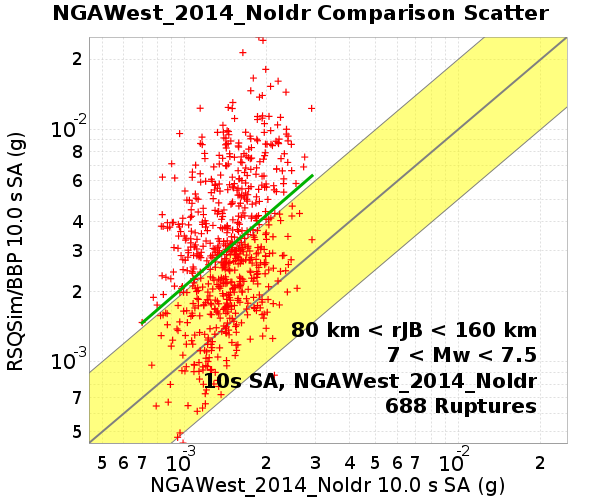 NGAWest_2014_NoIdr Comparison Scatter
RSQSim/BBP 10.0 s SA (g)
2
10-2
8
6
4
3
2
10-3
7
5
80 km < rJB < 160 km
7 < Mw < 7.5
10s SA, NGAWest_2014_NoIdr
688 Ruptures
5 6 7 10-3 2 3 4 5 6 7 10-2 2
NGAWest_2014_NoIdr 10.0 s SA (g)